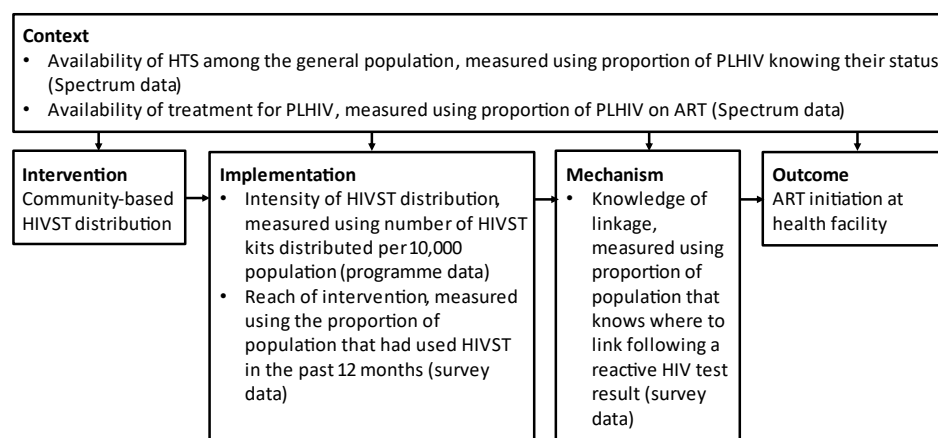 Context
• Availability of HTS among the general population, measured using proportion of PLHIV knowing their status
(Spectrum data)
• Availability of treatment for PLHIV, measured using proportion of PLHIV on ART (Spectrum data)
Intervention
Community-based
HIVST distribution
Implementation
• Intensity of HIVST distribution,
measured using number of HIVST
kits distributed per 10,000
population (programme data)
• Reach of intervention, measured
using the proportion of
population that had used HIVST
in the past 12 months (survey
data)
Mechanism
• Knowledge of
linkage,
measured using
proportion of
population that
knows where to
link following a
reactive HIV test
result (survey
data)
Outcome
ART initiation at
health facility